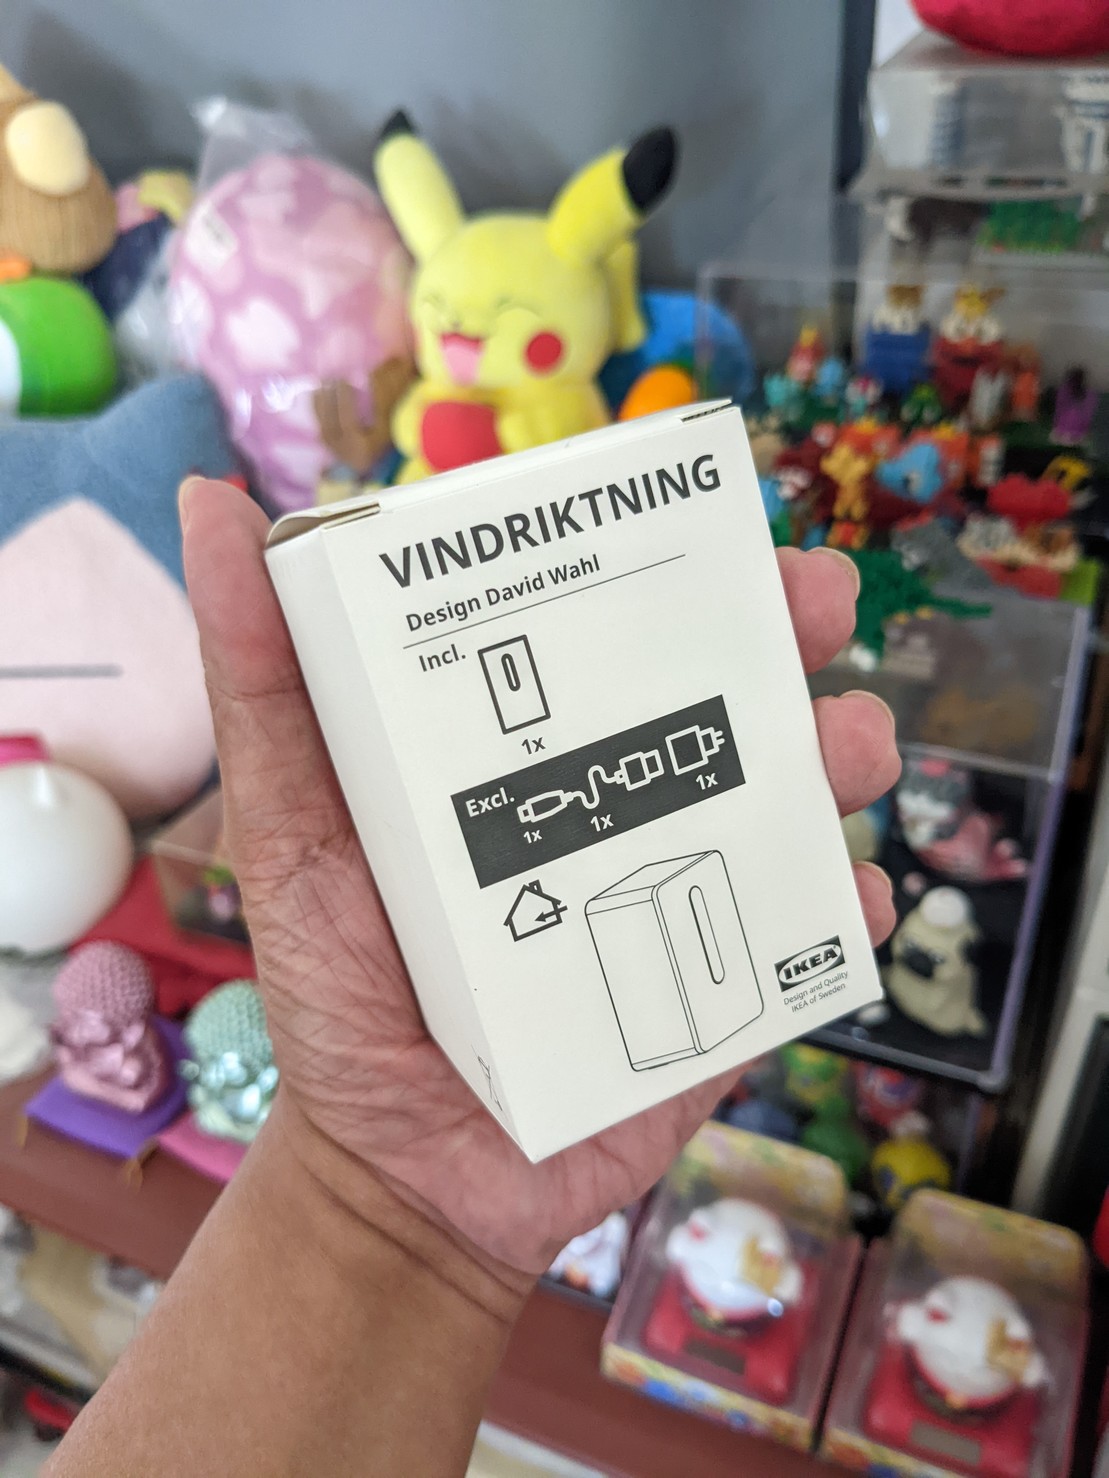 VINDRIKTNING
Design David Wahl
Incl.
1x
Excl.
1x
1x
1x
IKEA
Design and Quality
IKEA of Sweden